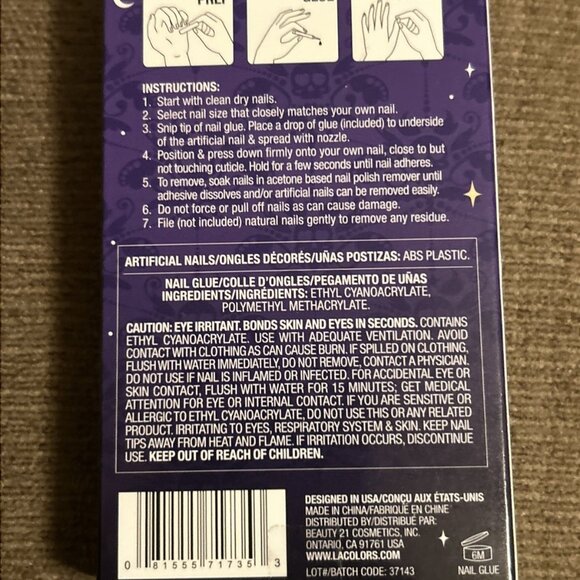 PREP
GLUE
INSTRUCTIONS:
1. Start with clean dry nails.
2. Select nail size that closely matches your own nail.
3. Snip tip of nail glue. Place a drop of glue (included) to underside
of the artificial nail & spread with nozzle.
4. Position & press down firmly onto your own nail, close to but
not touching cuticle. Hold for a few seconds until nail adheres.
5. To remove, soak nails in acetone based nail polish remover until
adhesive dissolves and/or artificial nails can be removed easily.
6. Do not force or pull off nails as can cause damage.
7. File (not included) natural nails gently to remove any residue.
ARTIFICIAL NAILS/ONGLES DÉCORÉS/UÑAS POSTIZAS: ABS PLASTIC.
NAIL GLUE/COLLE D'ONGLES/PEGAMENTO DE UÑAS
INGREDIENTS/INGRÉDIENTS: ETHYL CYANOACRYLATE,
POLYMETHYL METHACRYLATE.
CAUTION: EYE IRRITANT. BONDS SKIN AND EYES IN SECONDS. CONTAINS
ETHYL CYANOACRYLATE. USE WITH ADEQUATE VENTILATION. AVOID
CONTACT WITH CLOTHING AS CAN CAUSE BURN. IF SPILLED ON CLOTHING,
FLUSH WITH WATER IMMEDIATELY, DO NOT REMOVE, CONTACT A PHYSICIAN.
DO NOT USE IF NAIL IS INFLAMED OR INFECTED. FOR ACCIDENTAL EYE OR
SKIN CONTACT, FLUSH WITH WATER FOR 15 MINUTES; GET MEDICAL
ATTENTION FOR EYE OR INTERNAL CONTACT. IF YOU ARE SENSITIVE OR
ALLERGIC TO ETHYL CYANOACRYLATE, DO NOT USE THIS OR ANY RELATED
PRODUCT. IRRITATING TO EYES, RESPIRATORY SYSTEM & SKIN. KEEP NAIL
TIPS AWAY FROM HEAT AND FLAME. IF IRRITATION OCCURS, DISCONTINUE
USE. KEEP OUT OF REACH OF CHILDREN.
0 81555 71735 3
DESIGNED IN USA/CONÇU AUX ÉTATS-UNIS
MADE IN CHINA/FABRIQUÉ EN CHINE
DISTRIBUTED BY/DISTRIBUÉ PAR:
BEAUTY 21 COSMETICS, INC.
ONTARIO, CA 91761 USA
WWW.LACOLORS.COM
LOT#/BATCH CODE: 37143
6M
NAIL GLUE